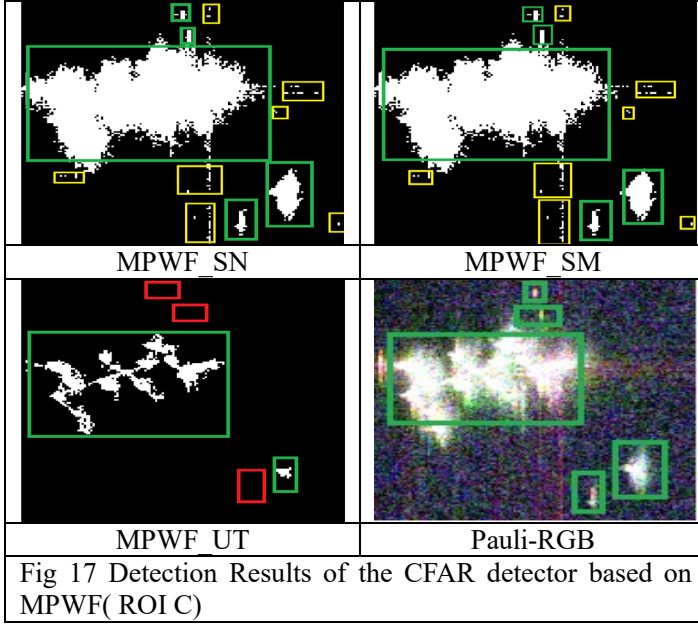 MPWF_SN
MPWF_SM
MPWF_UT
Pauli-RGB
Fig 17 Detection Results of the CFAR detector based on
MPWF( ROI C)